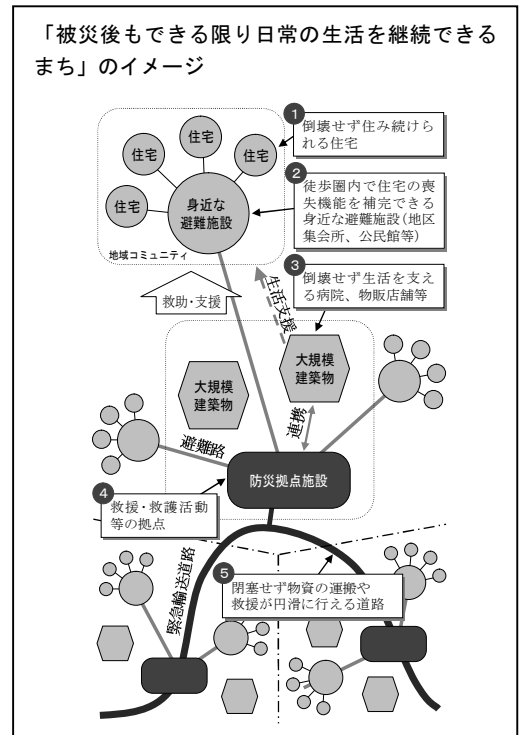 「被災後もできる限り日常の生活を継続できる
まち」のイメージ
1
倒壊せず住み続けら
れる住宅
住宅
住宅
住宅
住宅
身近な
避難施設
地域コミュニティ
2
徒歩圏内で住宅の喪
失機能を補完できる
身近な避難施設(地区
集会所、公民館等)
3
倒壊せず生活を支え
る病院、物販店舗等
救助・支援
生活支援
大規模
建築物
大規模
建築物
連携
避難路
防災拠点施設
4
救援・救護活動
等の拠点
緊急輸送道路
5
閉塞せず物資の運搬や
救援が円滑に行える道路